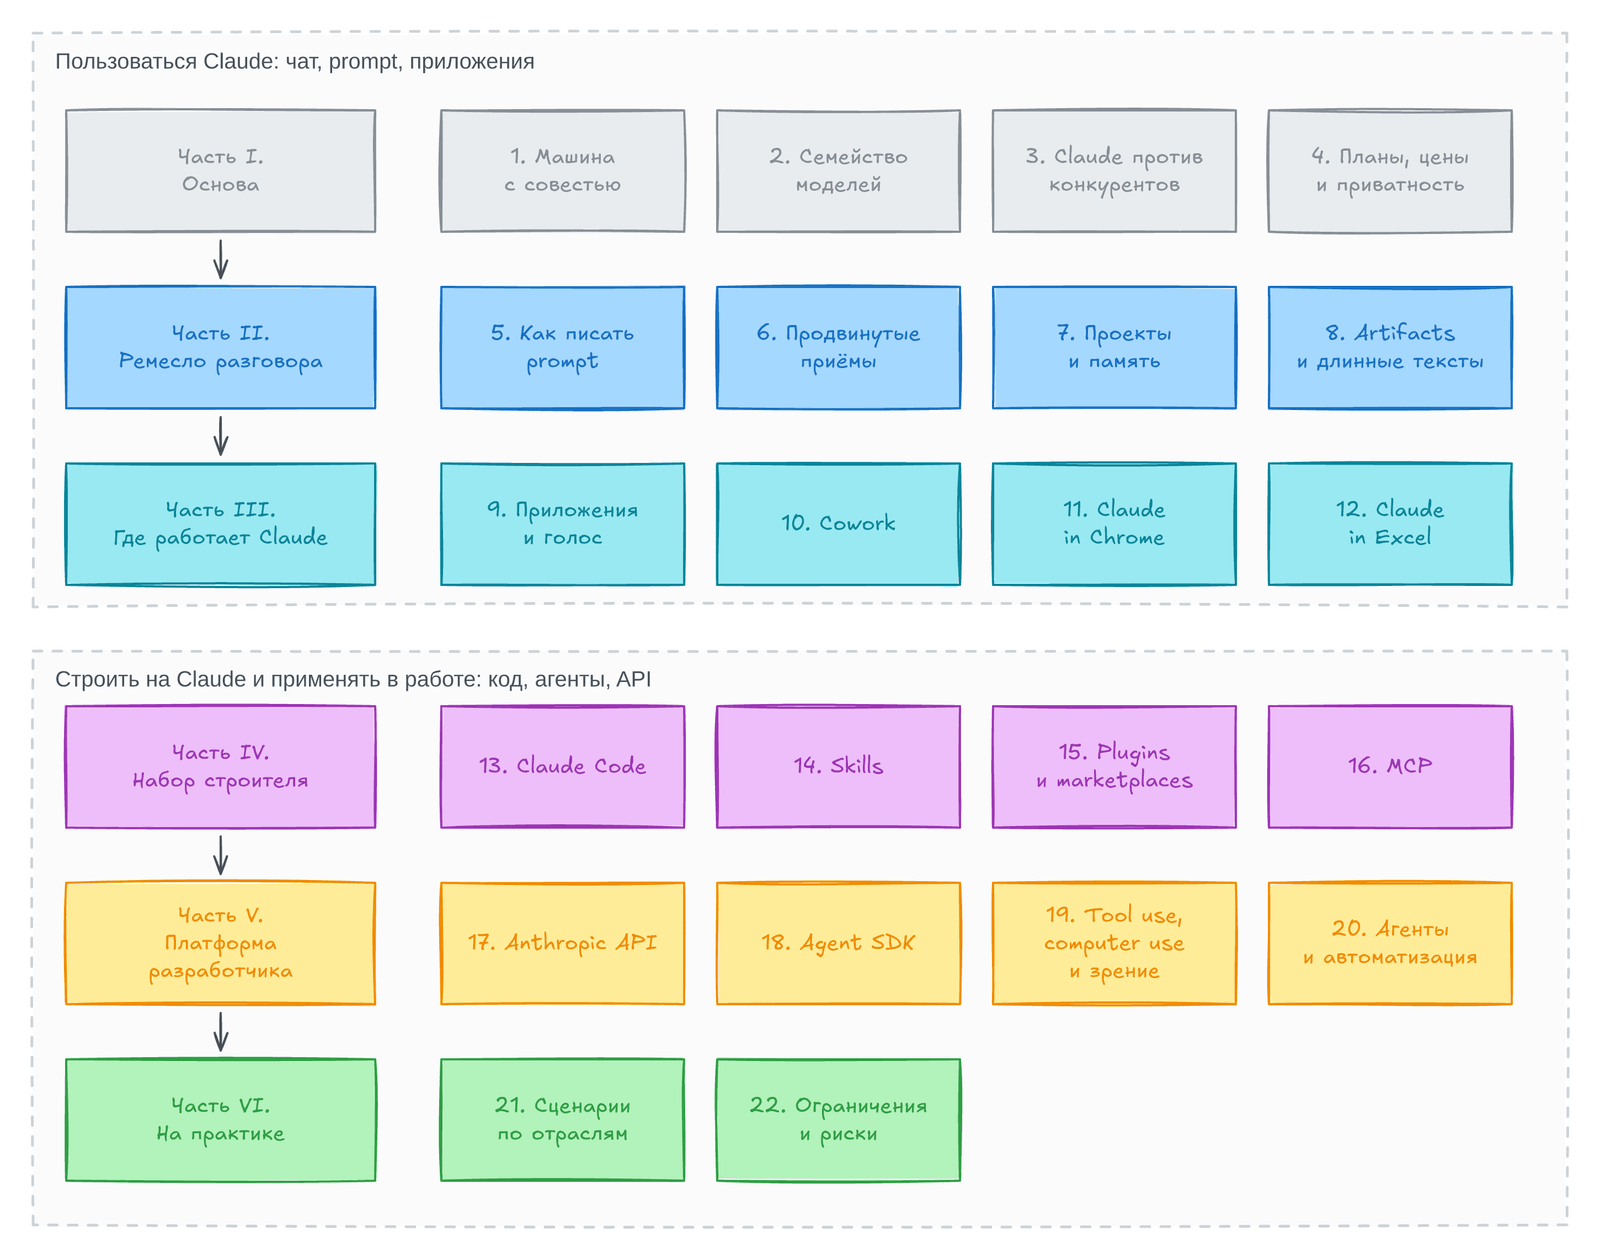 Пользоваться Claude: чат, prompt, приложения
Часть I.
Основа
1. Машина
с совестью
2. Семейство
моделей
3. Claude против
конкурентов
4. Планы, цены
и приватность
Часть II.
Ремесло разговора
5. Как писать
prompt
6. Продвинутые
приёмы
7. Проекты
и память
8. Artifacts
и длинные тексты
Часть III.
Где работает Claude
9. Приложения
и голос
10. Cowork
11. Claude
in Chrome
12. Claude
in Excel
Строить на Claude и применять в работе: код, агенты, API
Часть IV.
Набор строителя
13. Claude Code
14. Skills
15. Plugins
и marketplaces
16. MCP
Часть V.
Платформа
разработчика
17. Anthropic API
18. Agent SDK
19. Tool use,
computer use
и зрение
20. Агенты
и автоматизация
Часть VI.
На практике
21. Сценарии
по отраслям
22. Ограничения
и риски